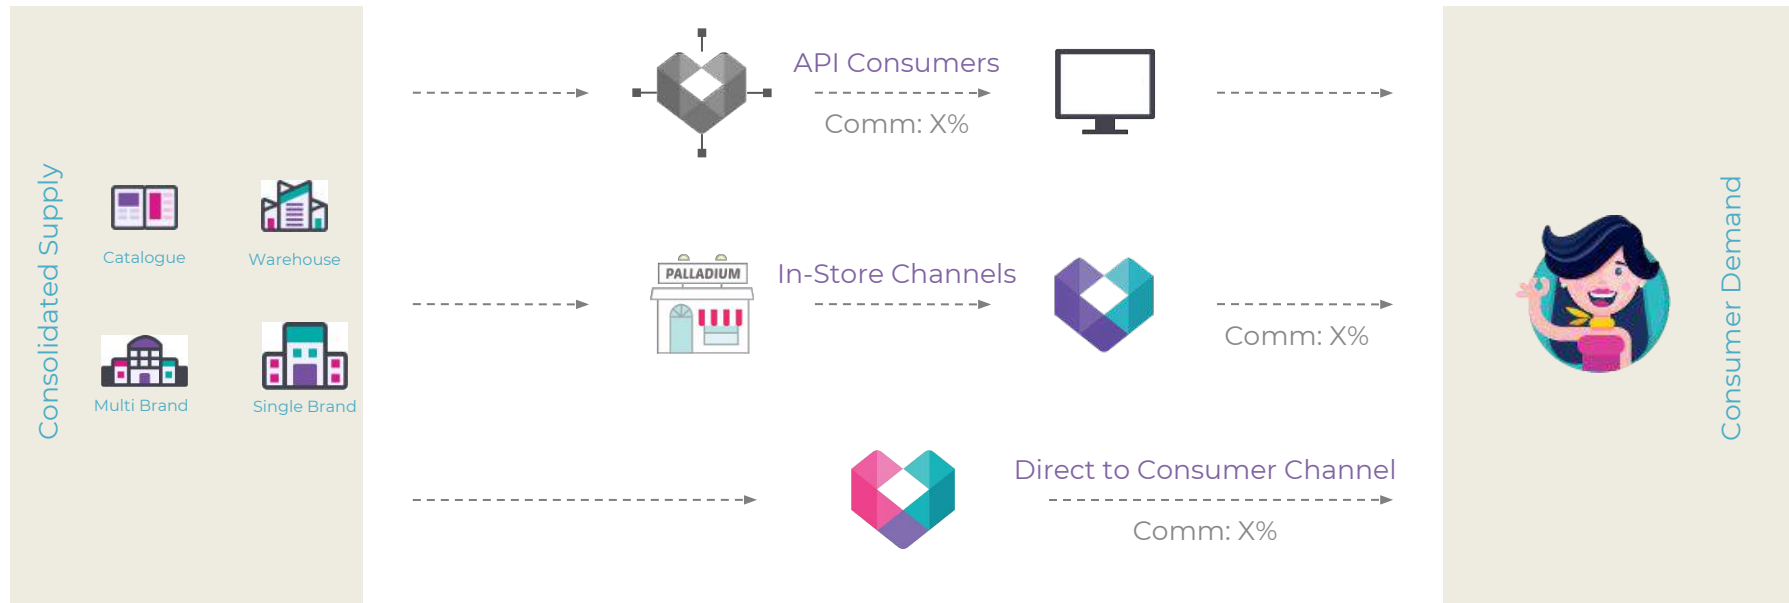 Consolidated Supply
Catalogue
Warehouse
Multi Brand
Single Brand
API Consumers
Comm: X%
PALLADIUM
In-Store Channels
Comm: X%
Direct to Consumer Channel
Comm: X%
Consumer Demand